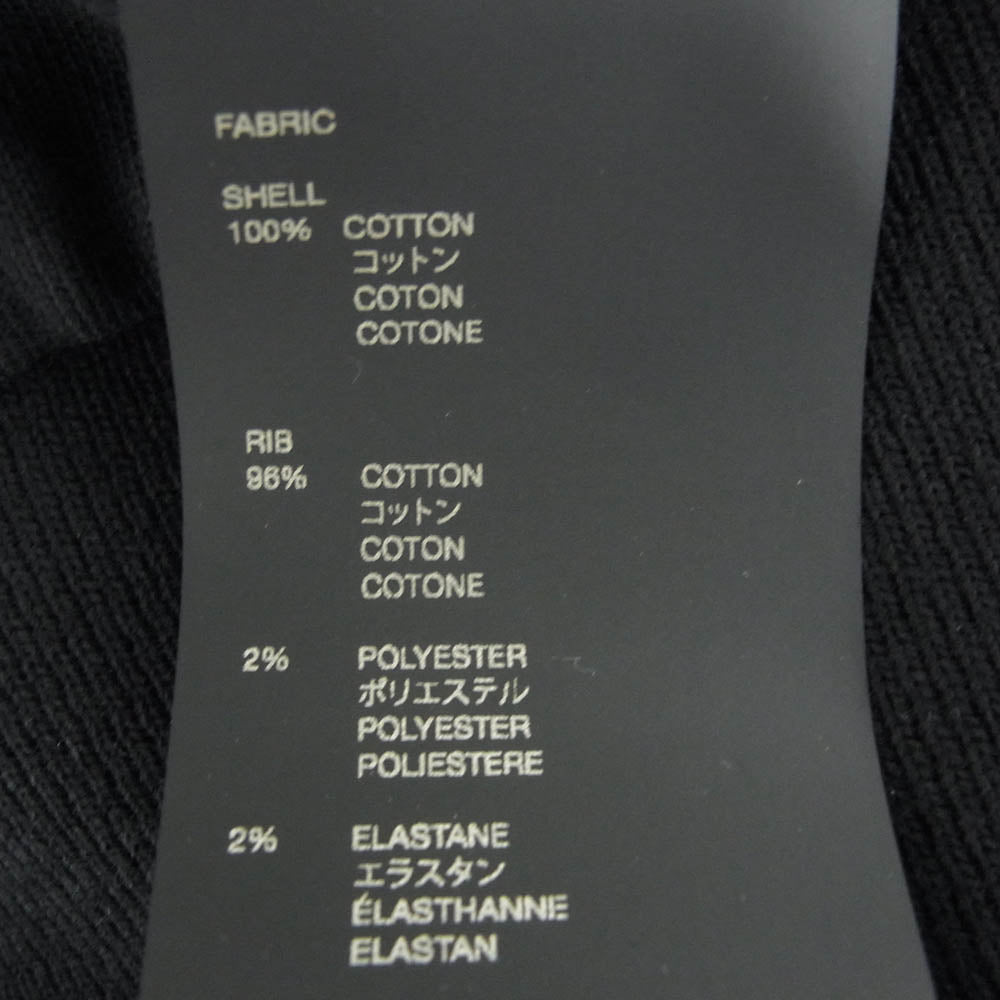 FABRIC
SHELL
100% COTTON
コットン
COTON
COTONE
RIB
96% COTTON
コットン
COTON
COTONE
2% POLYESTER
ポリエステル
POLYESTER
POLIESTERE
2% ELASTANE
エラスタン
ÉLASTHANNE
ELASTAN